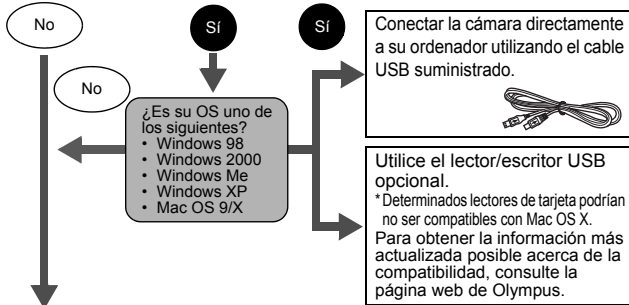 No
Sí
Sí
No
¿Es su OS uno de
los siguientes?
• Windows 98
• Windows 2000
• Windows Me
• Windows XP
• Mac OS 9/X
Conectar la cámara directamente
a su ordenador utilizando el cable
USB suministrado.
Utilice el lector/escritor USB
opcional.
* Determinados lectores de tarjeta podrían
no ser compatibles con Mac OS X.
Para obtener la información más
actualizada posible acerca de la
compatibilidad, consulte la
página web de Olympus.